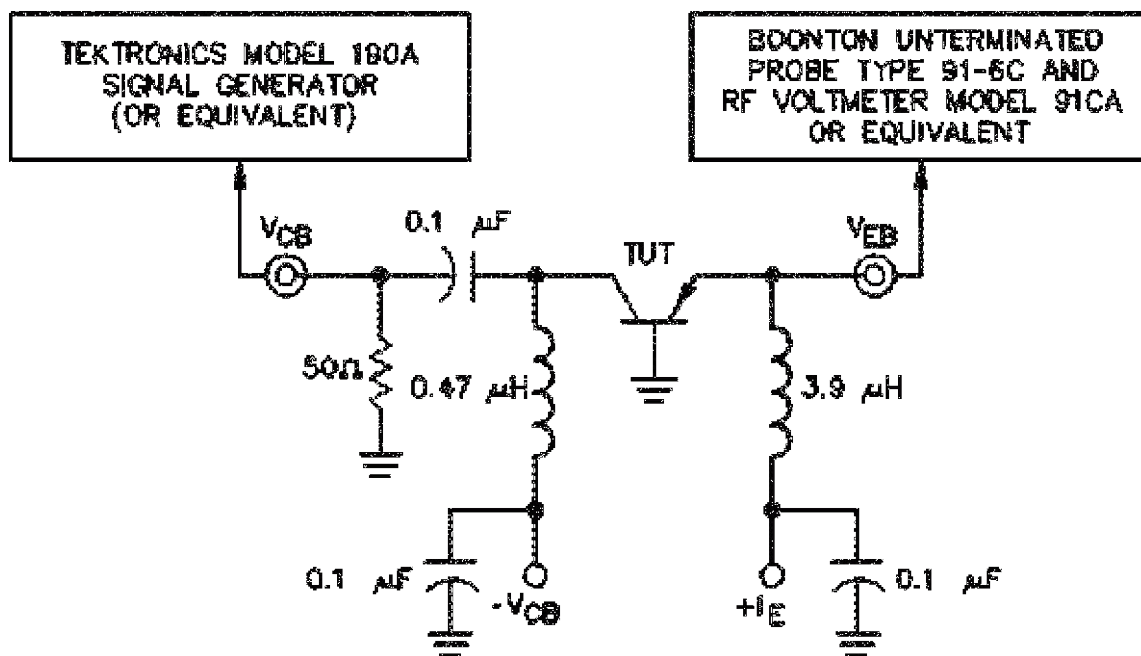 TEKTRONICS MODEL 190A
SIGNAL GENERATOR
(OR EQUIVALENT)
BOONTON UNTERMINATED
PROBE TYPE 91-6C AND
RF VOLTMETER MODEL 91CA
OR EQUIVALENT
VCB
0.1 μF
TUT
VEB
50Ω
0.47 μH
3.9 μH
0.1 μF
-VCB
+IE
0.1 μF